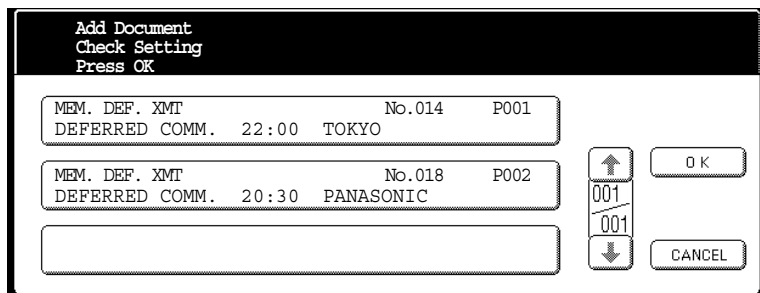 Add Document
Check Setting
Press OK
MEM. DEF. XMT No.014 P001
DEFERRED COMM. 22:00 TOKYO
MEM. DEF. XMT No.018 P002
DEFERRED COMM. 20:30 PANASONIC
OK
001
001
CANCEL